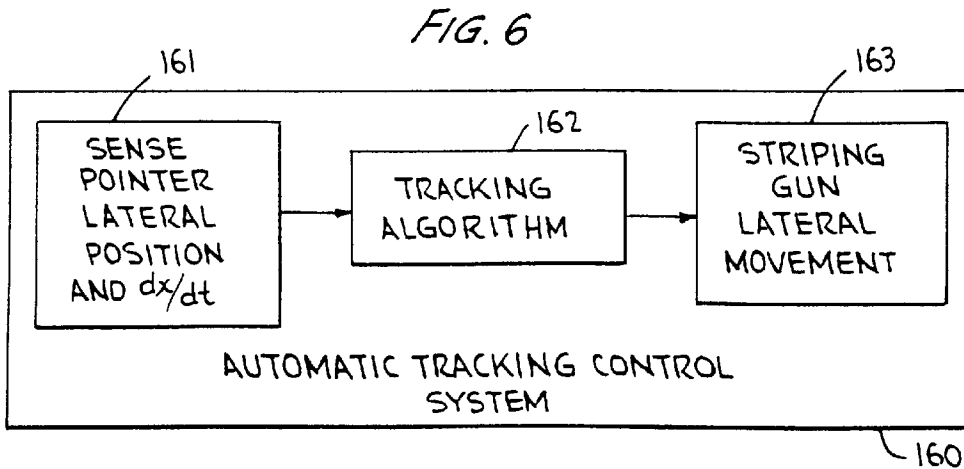 FIG. 6
161
SENSE
POINTER
LATERAL
POSITION
AND dx/dt
162
TRACKING
ALGORITHM
163
STRIPING
GUN
LATERAL
MOVEMENT
AUTOMATIC TRACKING CONTROL
SYSTEM
160